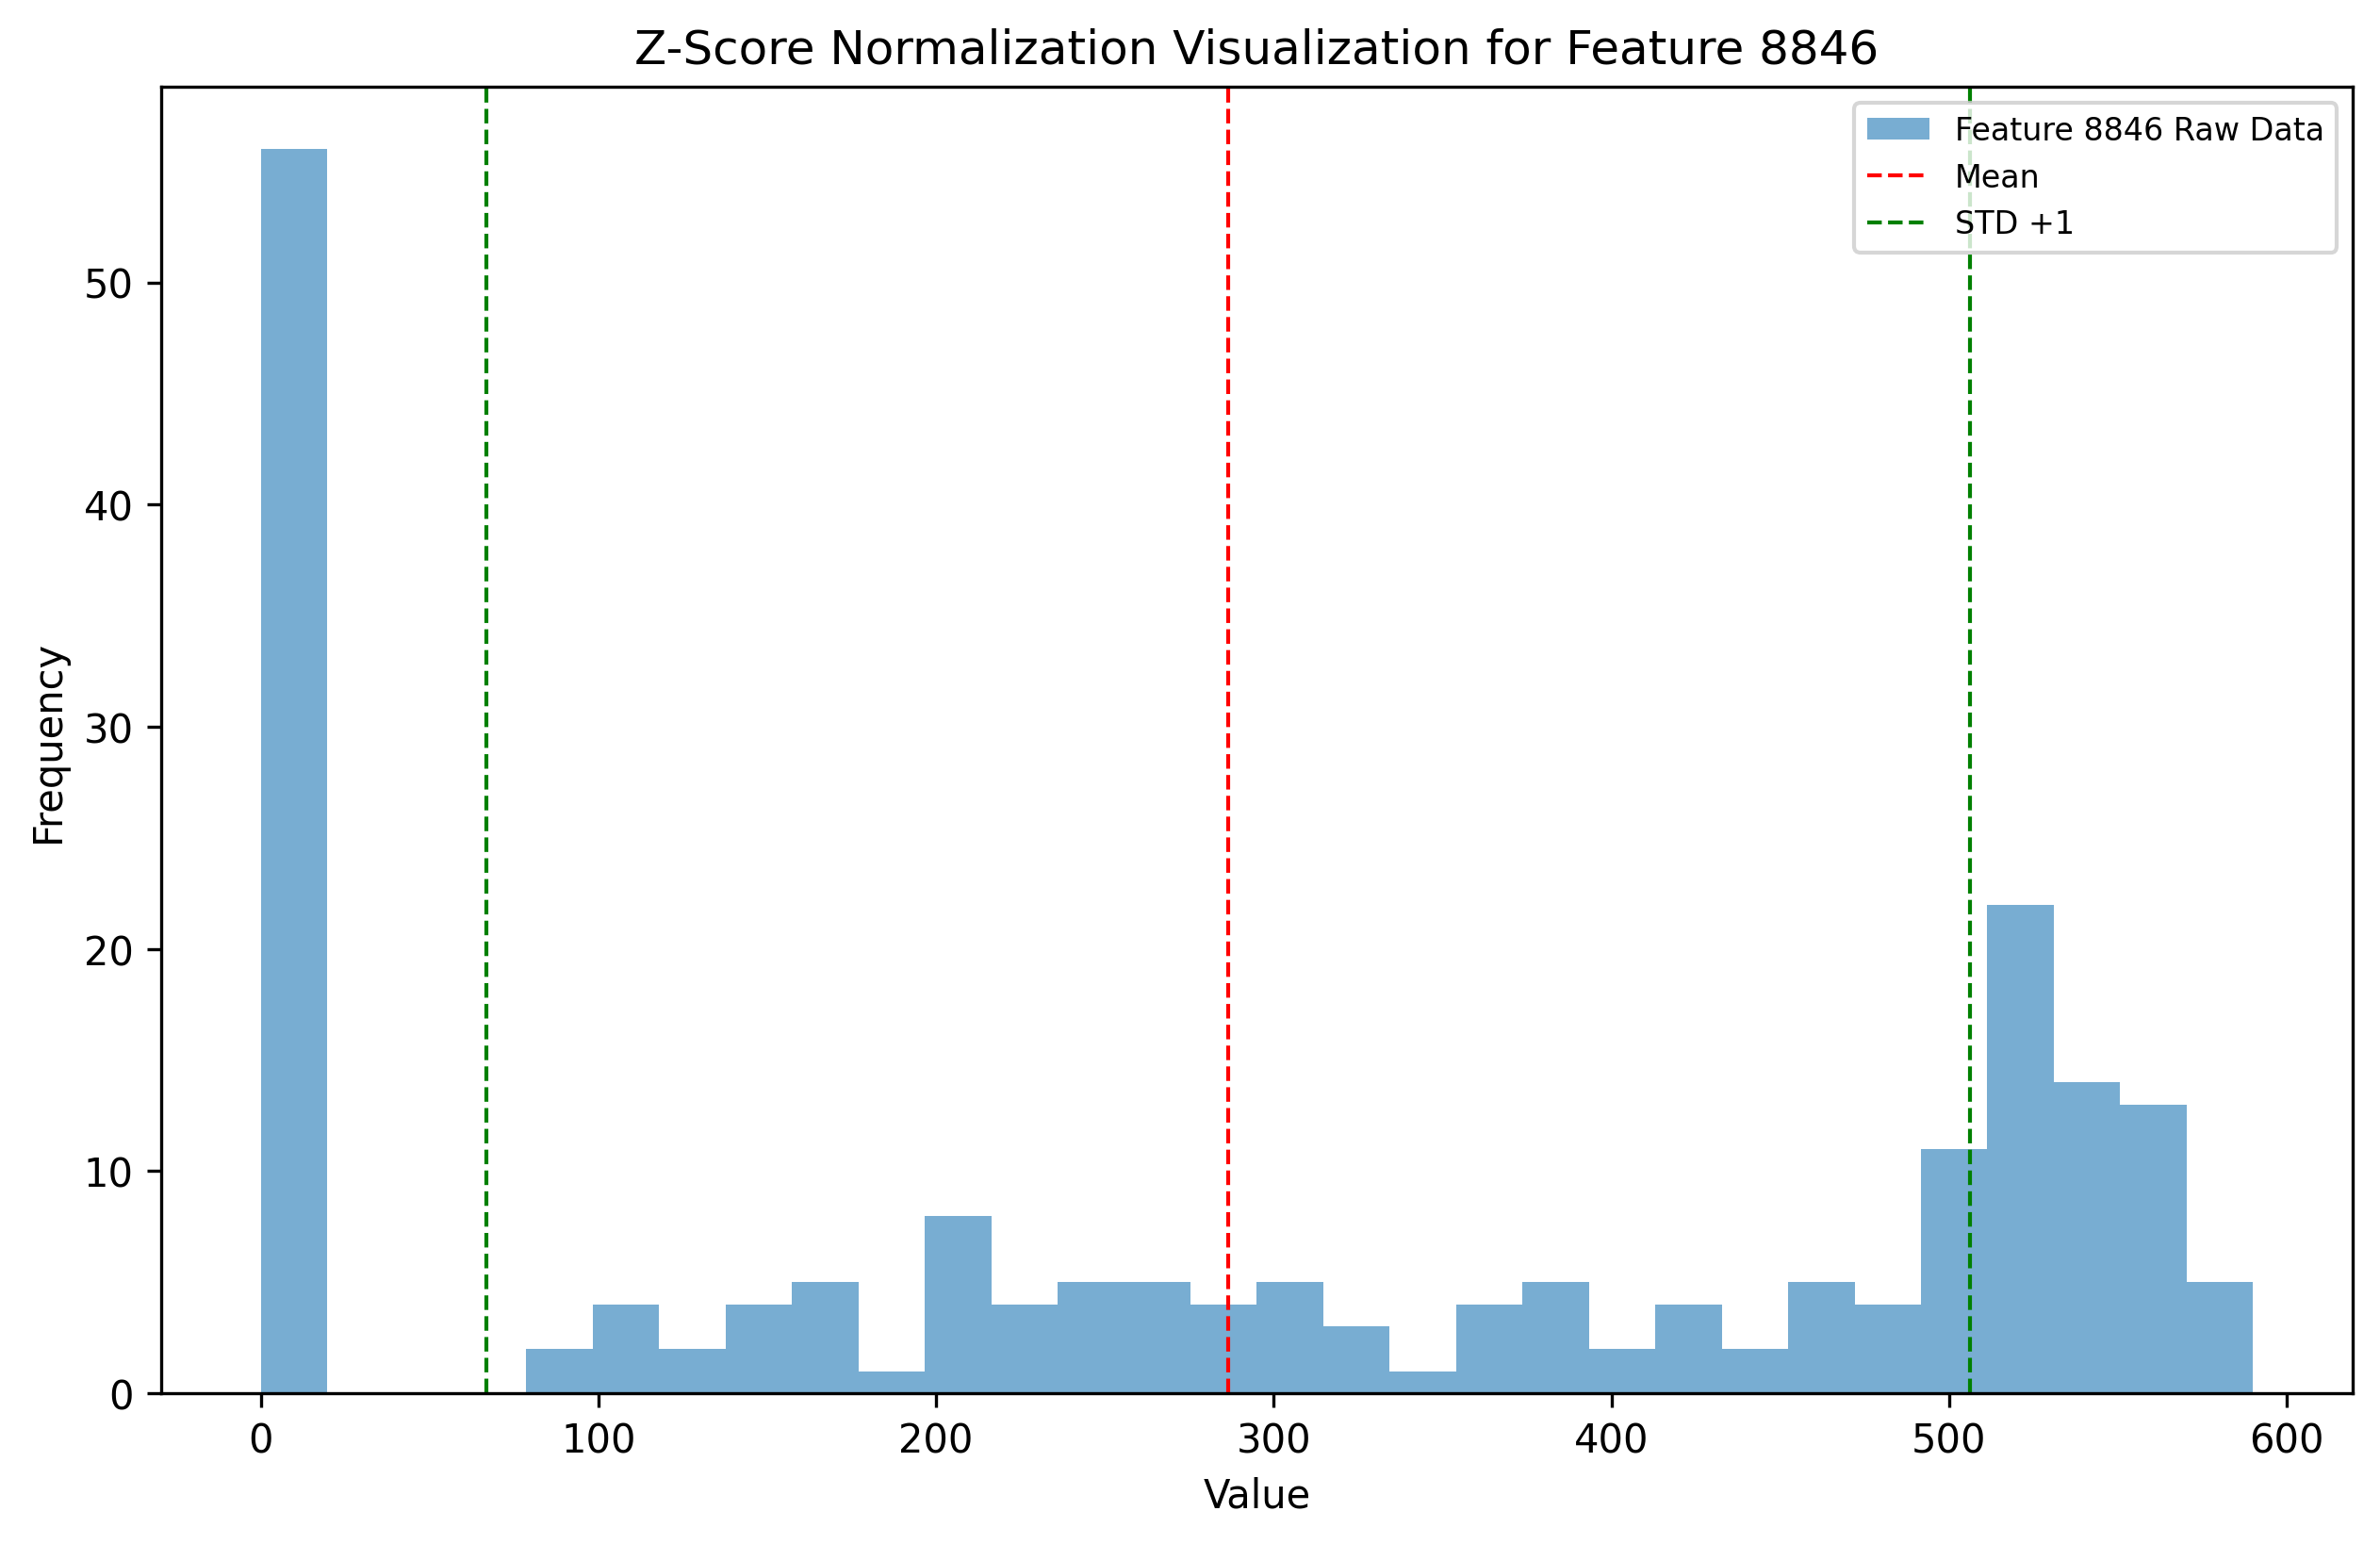 Z-Score Normalization Visualization for Feature 8846
Feature 8846 Raw Data
Mean
STD +1
Frequency
50
40
30
20
10
0
0 100 200 300 400 500 600
Value